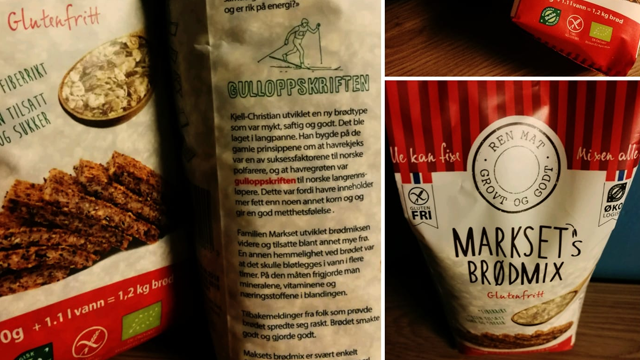 Glutenfritt
FIBERRIKT
N TILSATT
OG SUKKER
0g + 1.1 l vann = 1,2 kg brød
og er rik på energi?»
GULLOPPSKRIFTEN
Kjell-Christian utviklet en ny brødtype
som var mykt, saftig og godt. Det ble
laget i langpanne. Han bygde på de
gamle prinsippene om at havrekjeks
var en av suksessfaktorene til norske
polfarere, og at havregrøten var
gulloppskriften til norske langrenns-
løpere. Dette var fordi havre inneholder
mer fett enn noen annet korn og og
gir en god metthetsfølelse.
Familien Markset utviklet brødmiksen
videre og tilsatte blant annet mye frø.
En annen hemmelighet ved brødet var
at det skulle bløtlegges i vann i flere
timer. På den måten frigjorde man
mineralene, vitaminene og
næringsstoffene i blandingen.
Tilbakemeldinger fra folk som prøvde
brødet spredte seg raskt. Brødet smakte
godt og gjorde godt.
Maksets brødmix er svært enkelt
+ 1,1 l vann = 1,2 kg brød
REN MAT
GROVT OG GODT
GLUTEN
FRI
ØKO
LOGIS
MARKSET's
BRØDMIX
Glutenfritt